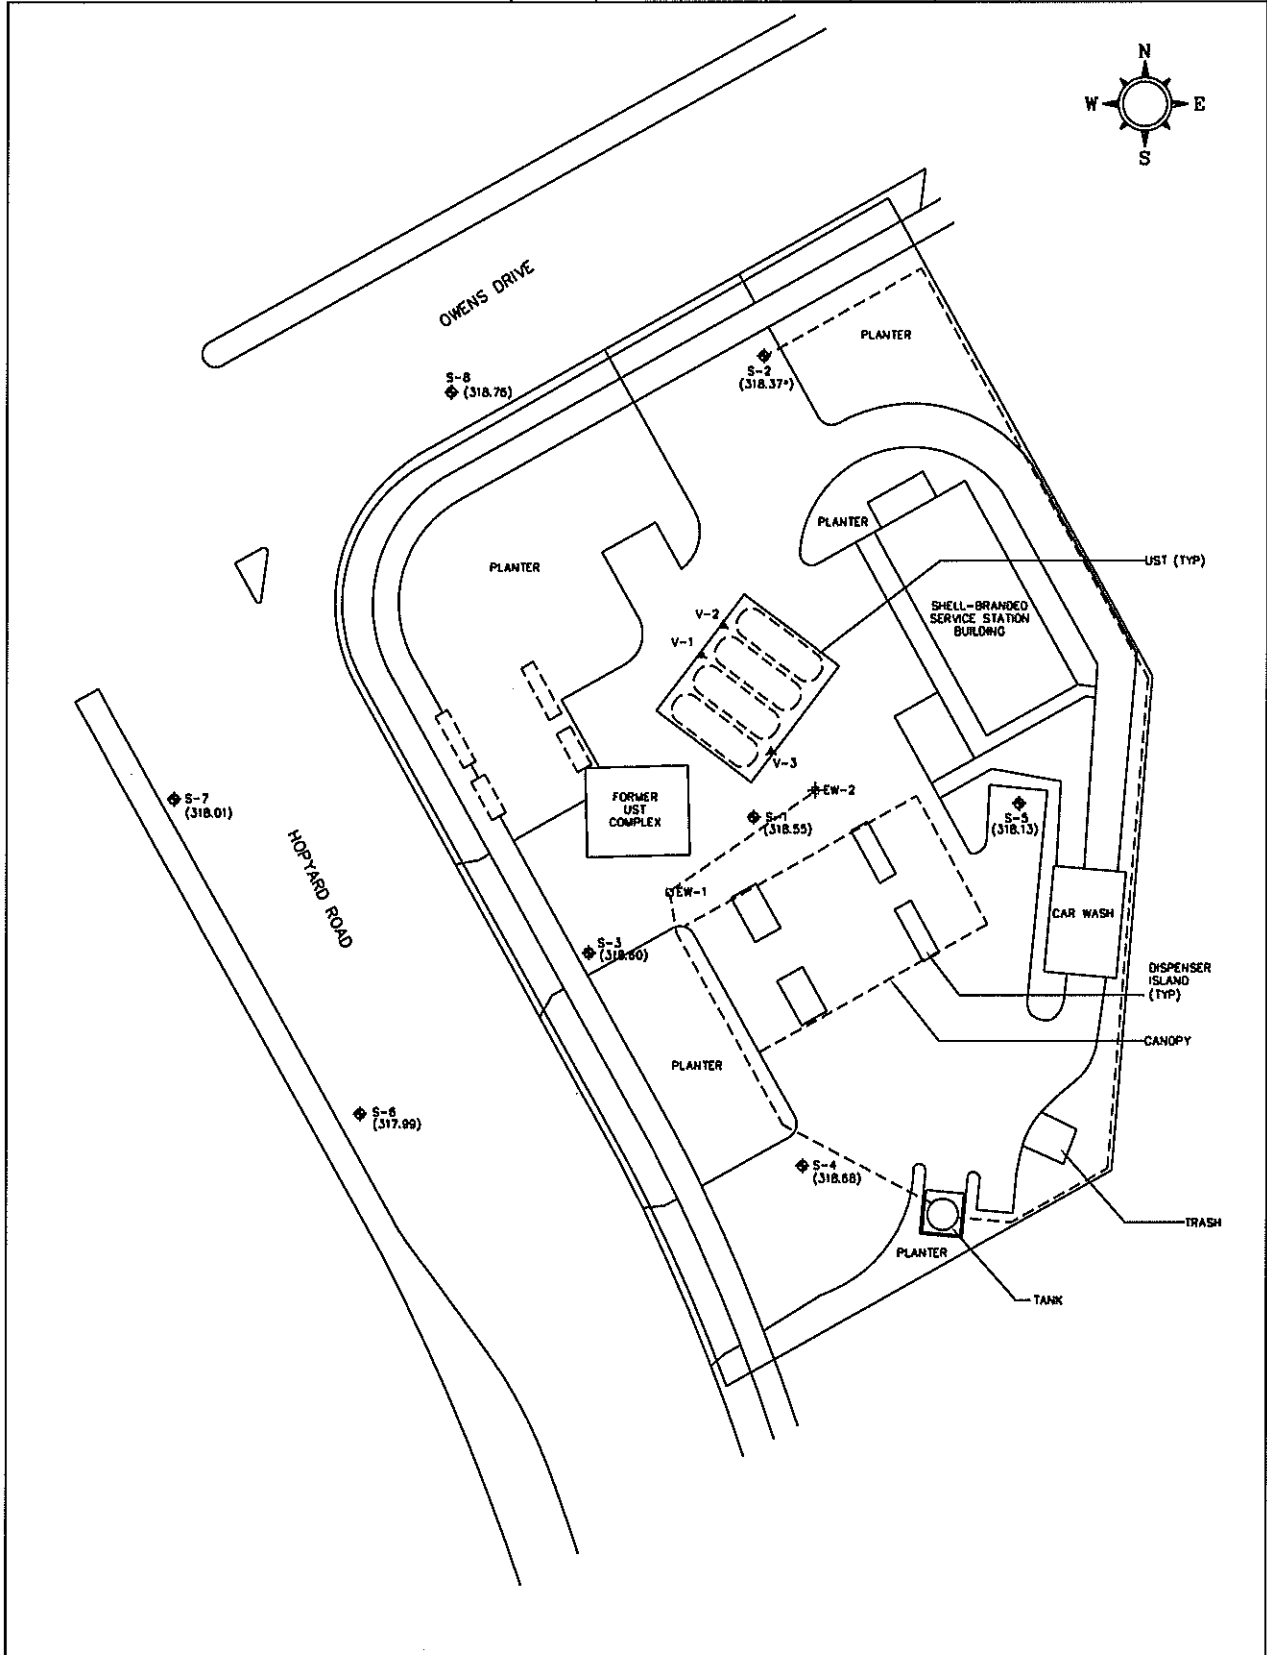 N
W E
S
OWENS DRIVE
PLANTER
S-2
(318.37*)
S-8
(318.76)
PLANTER
UST (TYP)
PLANTER
SHELL-BRANDED
SERVICE STATION
BUILDING
V-2
V-1
V-3
EW-2
FORMER
UST
COMPLEX
S-7
(318.01)
S-1
(318.55)
S-5
(318.13)
HOPYARD ROAD
EW-1
CAR WASH
S-3
DISPENSER
ISLAND
(TYP)
CANOPY
PLANTER
S-6
(317.99)
S-4
(318.68)
TRASH
PLANTER
TANK